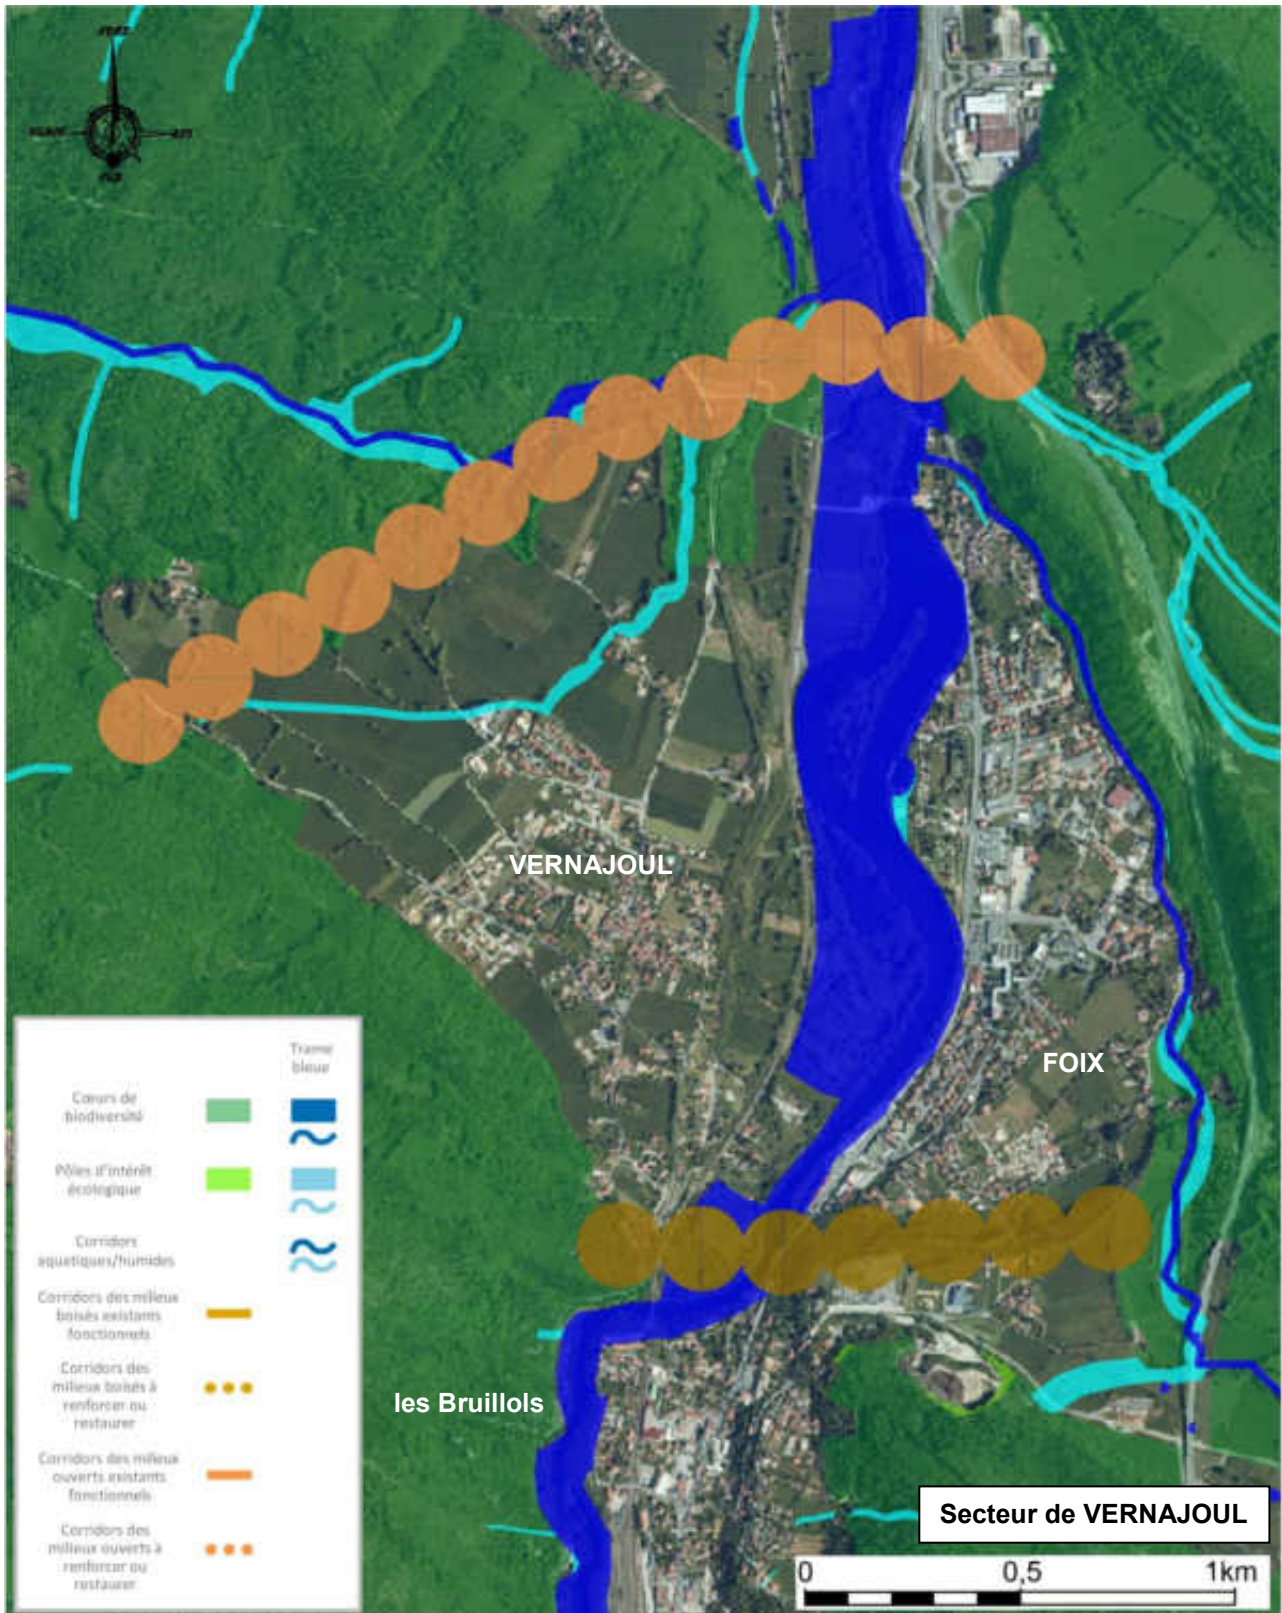 VERNAJOUL
FOIX
les Bruillols
Trame
bleue
Cœurs de
biodiversité
Pôles d'intérêt
écologique
Corridors
aquatiques/humides
Corridors des milieux
boisés existants
fonctionnels
Corridors des
milieux boisés à
renforcer ou
restaurer
Corridors des milieux
ouverts existants
fonctionnels
Corridors des
milieux ouverts à
renforcer ou
restaurer
Secteur de VERNAJOUL
0 0,5 1km